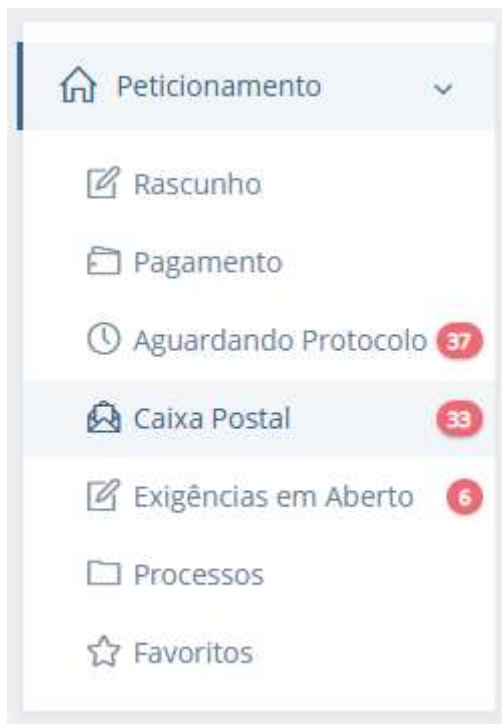 Peticionamento
Rascunho
Pagamento
Aguardando Protocolo 37
Caixa Postal 33
Exigências em Aberto 6
Processos
Favoritos